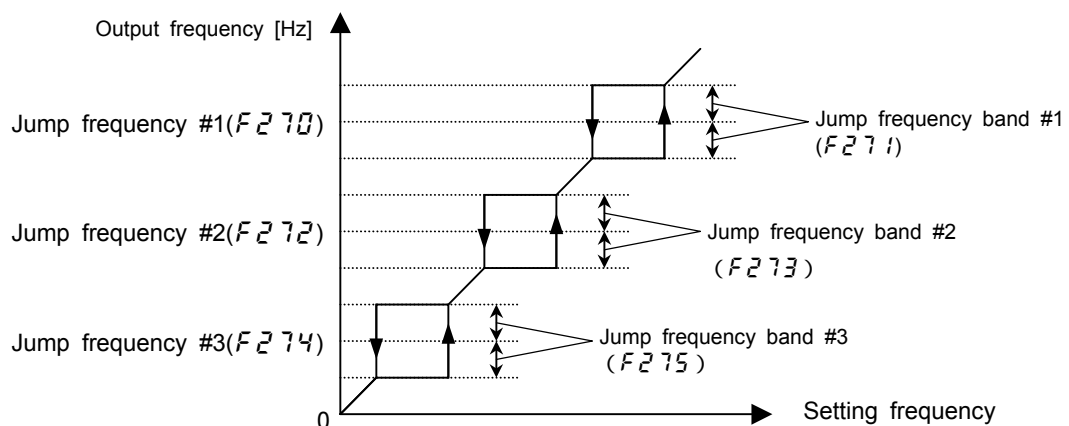 Output frequency [Hz]
Jump frequency #1(F270)
Jump frequency band #1
(F271)
Jump frequency #2(F272)
Jump frequency band #2
(F273)
Jump frequency #3(F274)
Jump frequency band #3
(F275)
0
Setting frequency